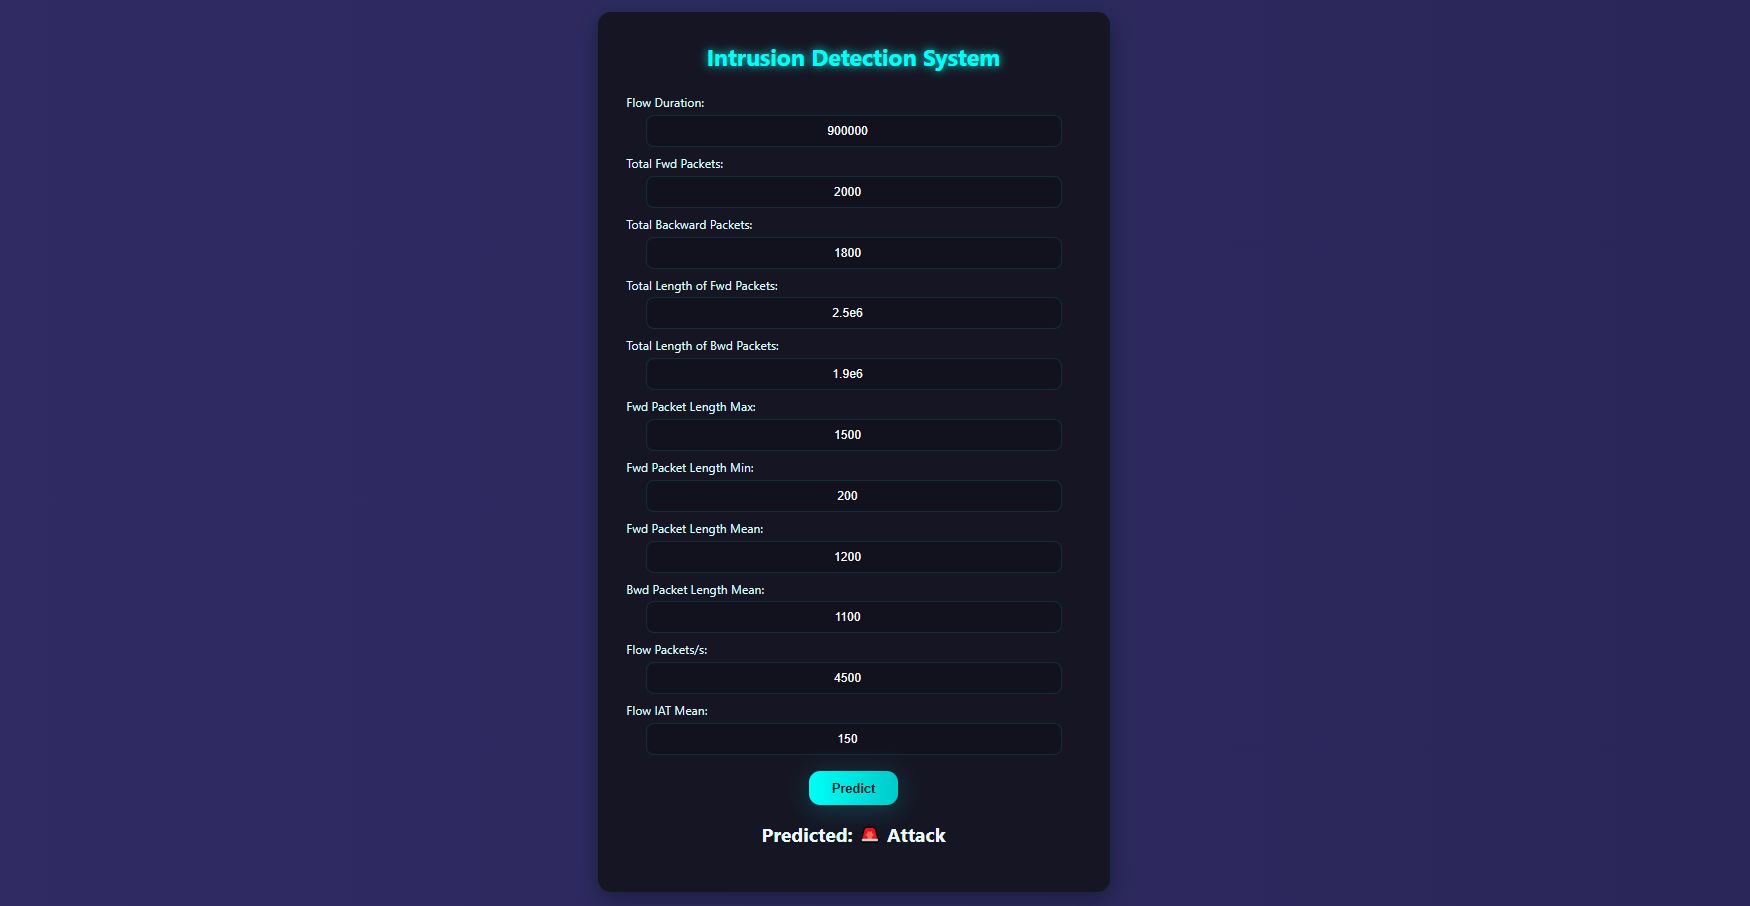 Intrusion Detection System
Flow Duration:
900000
Total Fwd Packets:
2000
Total Backward Packets:
1800
Total Length of Fwd Packets:
2.5e6
Total Length of Bwd Packets:
1.9e6
Fwd Packet Length Max:
1500
Fwd Packet Length Min:
200
Fwd Packet Length Mean:
1200
Bwd Packet Length Mean:
1100
Flow Packets/s:
4500
Flow IAT Mean:
150
Predict
Predicted: 🚨 Attack